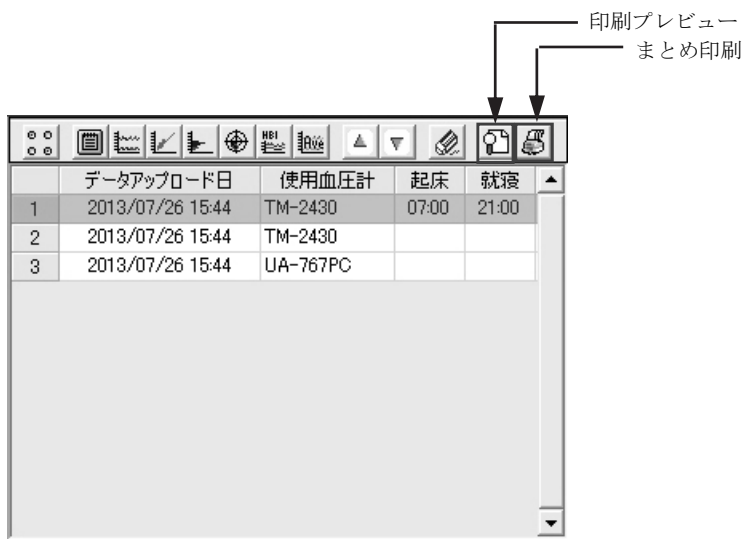 印刷プレビュー
まとめ印刷
HBI
データアップロード日 使用血圧計 起床 就寝
1 2013/07/26 15:44 TM-2430 07:00 21:00
2 2013/07/26 15:44 TM-2430
3 2013/07/26 15:44 UA-767PC